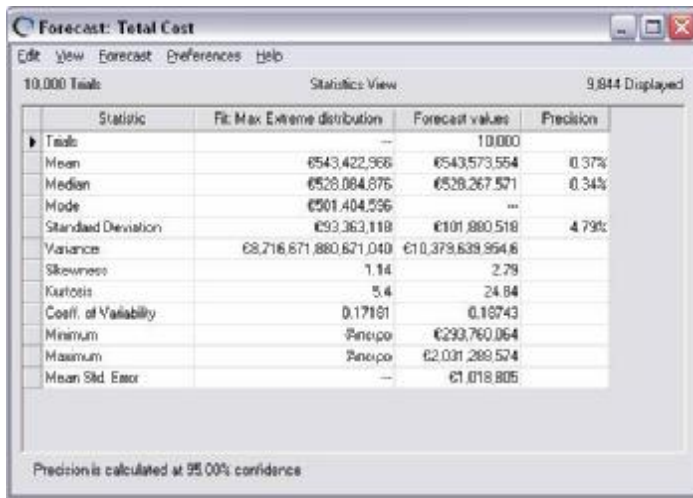 Forecast: Total Cost
Edit View Forecast Preferences Help
10,000 Trials Statistics View 9,844 Displayed
Statistic Fit: Max Extreme distribution Forecast values Precision
Trials --- 10,000
Mean €543,422,966 €543,573,554 0.37%
Median €528,084,876 €528,267,571 0.34%
Mode €501,404,596 ---
Standard Deviation €93,363,118 €101,880,518 4.79%
Variance €8,716,671,880,671,040 €10,379,639,954,6
Skewness 1.14 2.79
Kurtosis 5.4 24.84
Coeff. of Variability 0.17181 0.18743
Minimum Άπειρο €293,760,064
Maximum Άπειρο €2,031,289,574
Mean Std. Error --- €1,018,805
Precision is calculated at 95.00% confidence